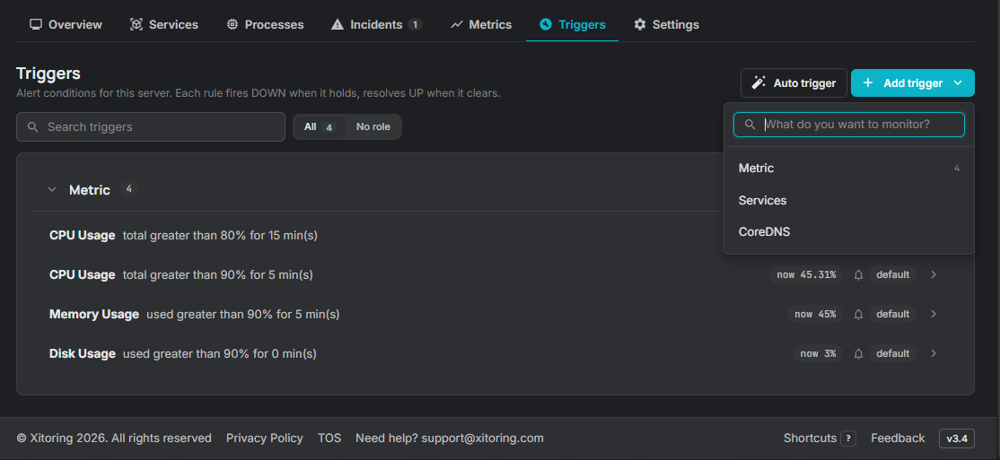 Overview Services Processes Incidents 1 Metrics Triggers Settings
Triggers
Alert conditions for this server. Each rule fires DOWN when it holds, resolves UP when it clears.
Auto trigger + Add trigger
Search triggers All 4 No role
What do you want to monitor?
Metric 4
Services
CoreDNS
Metric 4
CPU Usage total greater than 80% for 15 min(s)
CPU Usage total greater than 90% for 5 min(s) now 45.31% default
Memory Usage used greater than 90% for 5 min(s) now 45% default
Disk Usage used greater than 90% for 0 min(s) now 3% default
© Xitoring 2026. All rights reserved Privacy Policy TOS Need help? support@xitoring.com Shortcuts ? Feedback v3.4